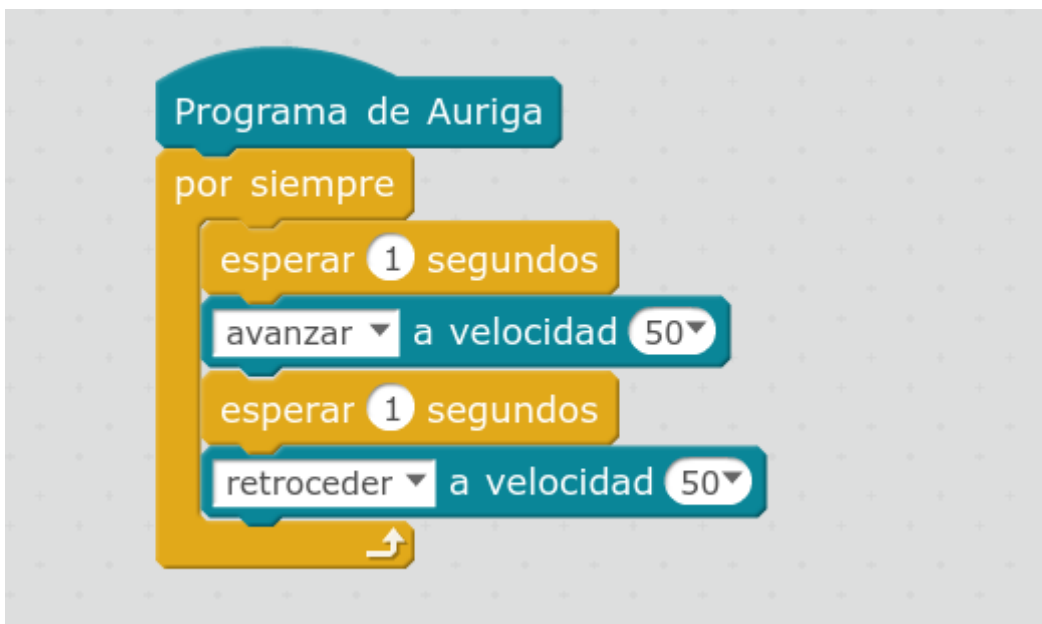 Programa de Auriga
por siempre
esperar 1 segundos
avanzar a velocidad 50
esperar 1 segundos
retroceder a velocidad 50